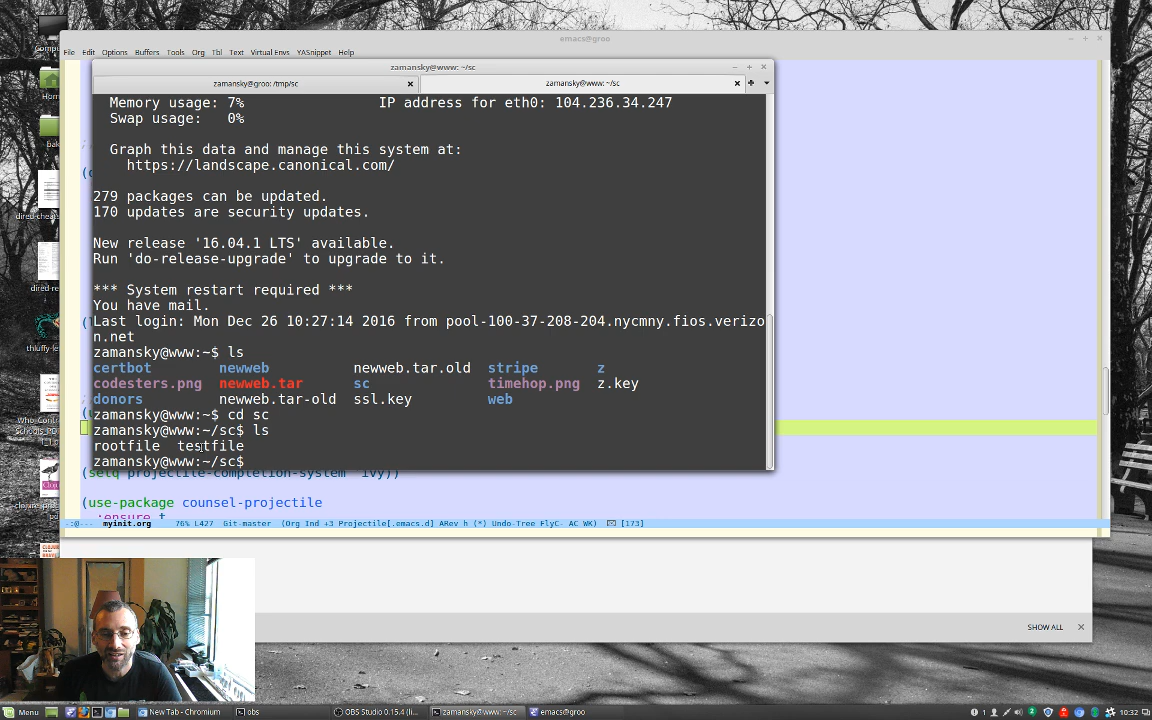 emacs@groo
File Edit Options Buffers Tools Org Tbl Text Virtual Envs YASnippet Help
zamansky@www: ~/sc
zamansky@groo: /tmp/sc
zamansky@www: ~/sc
Memory usage: 7% IP address for eth0: 104.236.34.247
Swap usage: 0%
Graph this data and manage this system at:
https://landscape.canonical.com/
279 packages can be updated.
170 updates are security updates.
New release '16.04.1 LTS' available.
Run 'do-release-upgrade' to upgrade to it.
*** System restart required ***
You have mail.
Last login: Mon Dec 26 10:27:14 2016 from pool-100-37-208-204.nycmny.fios.verizo
n.net
zamansky@www:~$ ls
certbot newweb newweb.tar.old stripe z
codesters.png newweb.tar sc timehop.png z.key
donors newweb.tar-old ssl.key web
zamansky@www:~$ cd sc
zamansky@www:~/sc$ ls
rootfile testfile
zamansky@www:~/sc$
(setq projectile-completion-system 'ivy))
(use-package counsel-projectile
:ensure t
-:@--- myinit.org 76% L427 Git-master (Org Ind +3 Projectile[.emacs.d] ARev h (*) Undo-Tree FlyC- AC WK) [173]
SHOW ALL
Menu
New Tab - Chromium
obs
OBS Studio 0.15.4 (li...
zamansky@www: ~/sc
emacs@groo
1
2
10:32